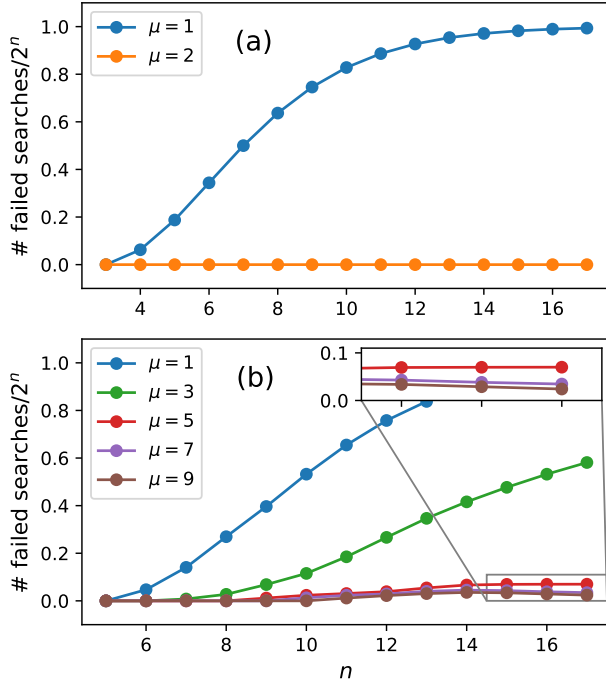 1.0
0.8
0.6
0.4
0.2
0.0
# failed searches/2ⁿ
μ = 1
μ = 2
(a)
4 6 8 10 12 14 16
1.0
0.8
0.6
0.4
0.2
0.0
# failed searches/2ⁿ
μ = 1
μ = 3
μ = 5
μ = 7
μ = 9
(b)
0.1
0.0
6 8 10 12 14 16
n